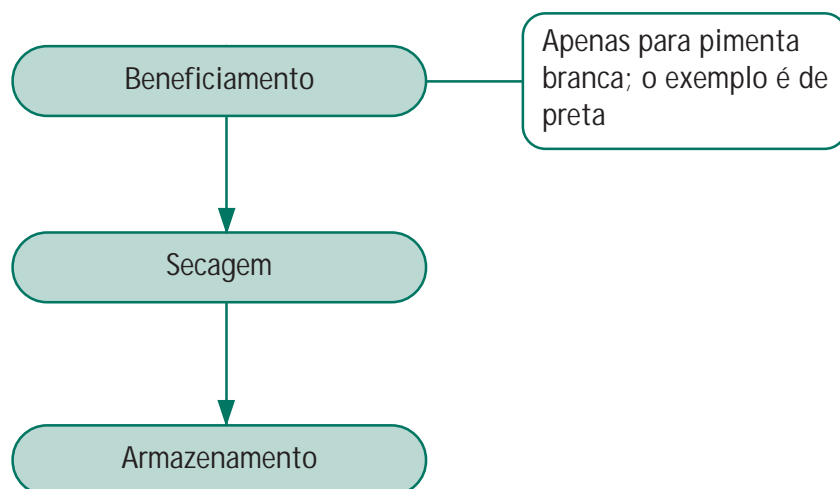 Beneficiamento
Apenas para pimenta
branca; o exemplo é de
preta
Secagem
Armazenamento